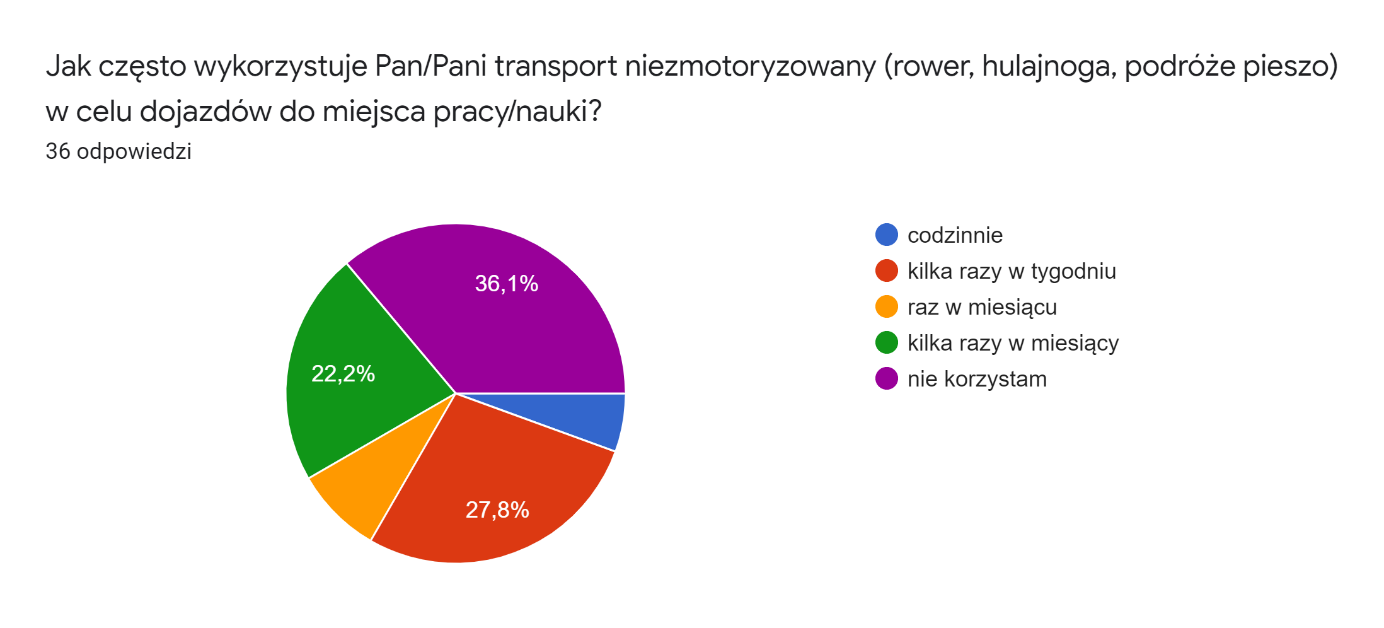 Jak często wykorzystuje Pan/Pani transport niezmotoryzowany (rower, hulajnoga, podróże pieszo)
w celu dojazdów do miejsca pracy/nauki?
36 odpowiedzi
codzinnie
kilka razy w tygodniu
raz w miesiącu
kilka razy w miesiący
nie korzystam
36,1%
22,2%
27,8%